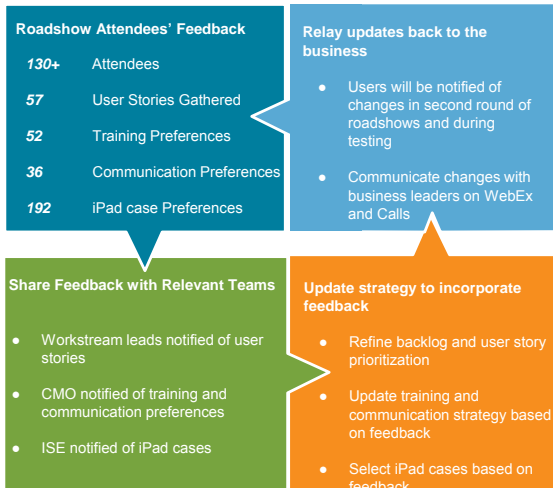 Roadshow Attendees' Feedback
130+ Attendees
57 User Stories Gathered
52 Training Preferences
36 Communication Preferences
192 iPad case Preferences
Relay updates back to the
business
● Users will be notified of
changes in second round of
roadshows and during
testing
● Communicate changes with
business leaders on WebEx
and Calls
Share Feedback with Relevant Teams
● Workstream leads notified of user
stories
● CMO notified of training and
communication preferences
● ISE notified of iPad cases
Update strategy to incorporate
feedback
● Refine backlog and user story
prioritization
● Update training and
communication strategy based
on feedback
● Select iPad cases based on
feedback